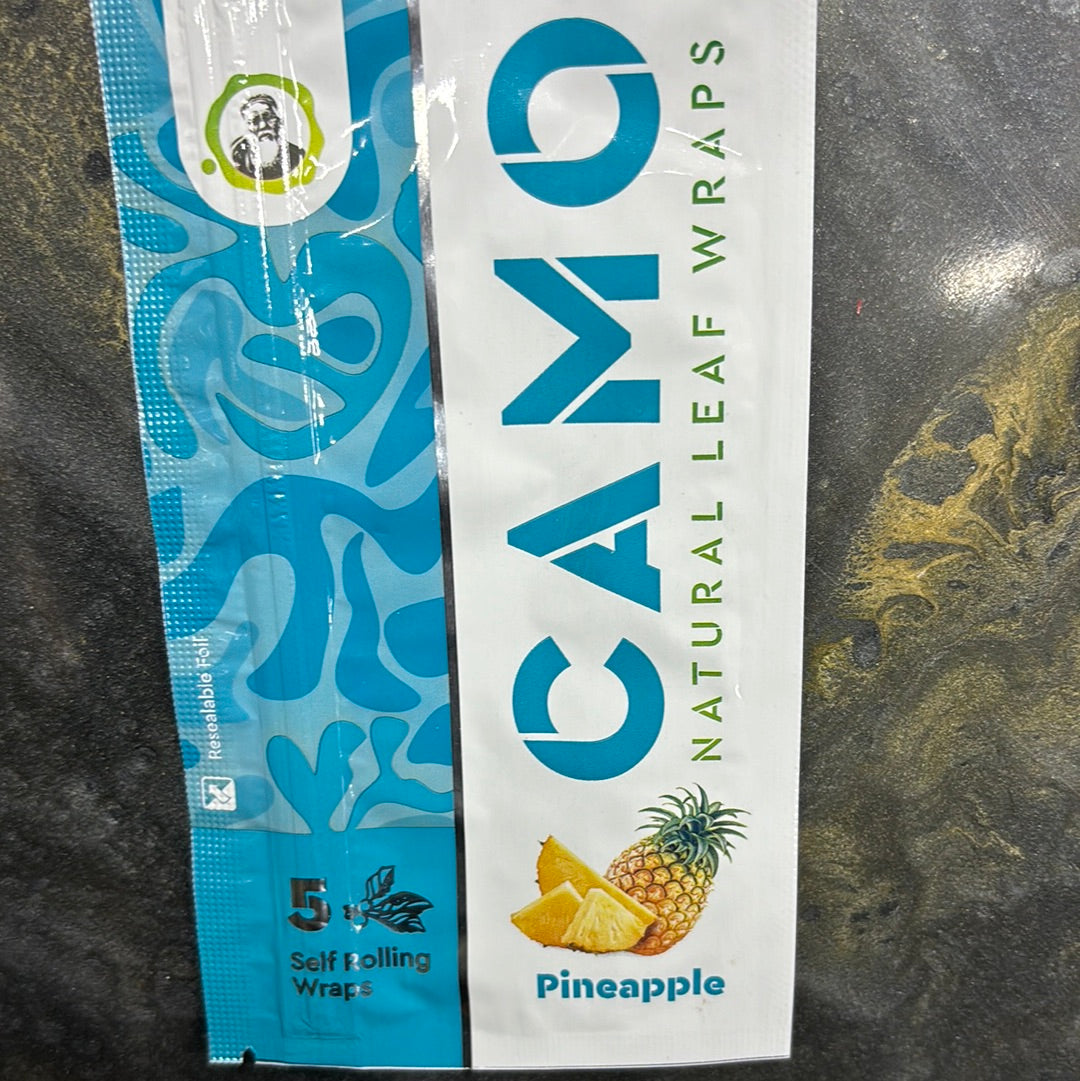 CAMO
NATURAL LEAF WRAPS
Pineapple
5
Self Rolling
Wraps
Resealable Foil